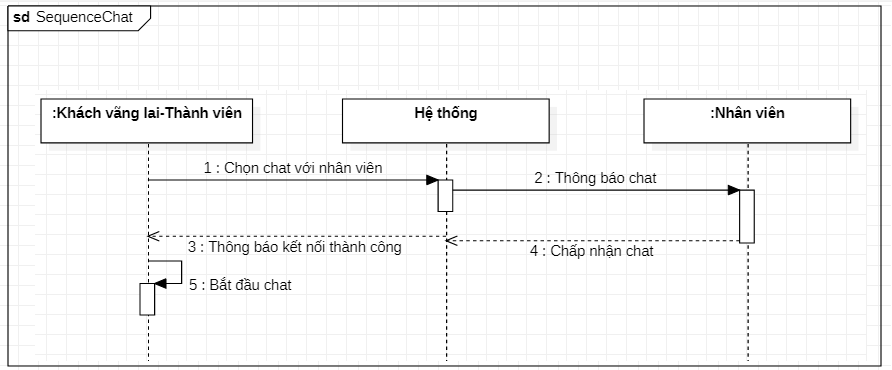 sd SequenceChat
:Khách vãng lai-Thành viên
Hệ thống
:Nhân viên
1 : Chọn chat với nhân viên
2 : Thông báo chat
3 : Thông báo kết nối thành công
4 : Chấp nhận chat
5 : Bắt đầu chat